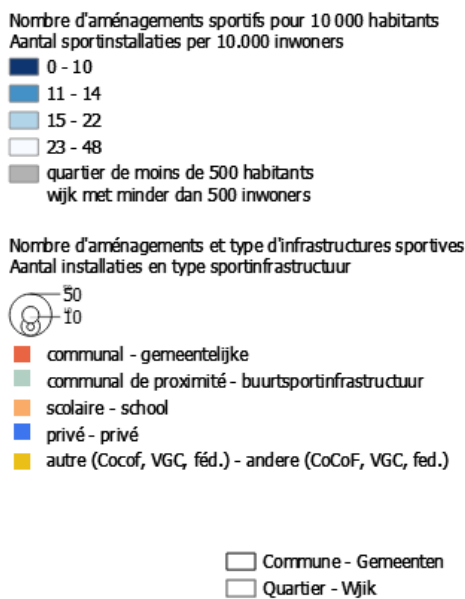 Nombre d'aménagements sportifs pour 10 000 habitants
Aantal sportinstallaties per 10.000 inwoners
0 - 10
11 - 14
15 - 22
23 - 48
quartier de moins de 500 habitants
wijk met minder dan 500 inwoners
Nombre d'aménagements et type d'infrastructures sportives
Aantal installaties en type sportinfrastructuur
50
10
communal - gemeentelijke
communal de proximité - buurtsportinfrastructuur
scolaire - school
privé - privé
autre (Cocof, VGC, féd.) - andere (CoCoF, VGC, fed.)
Commune - Gemeenten
Quartier - Wjik